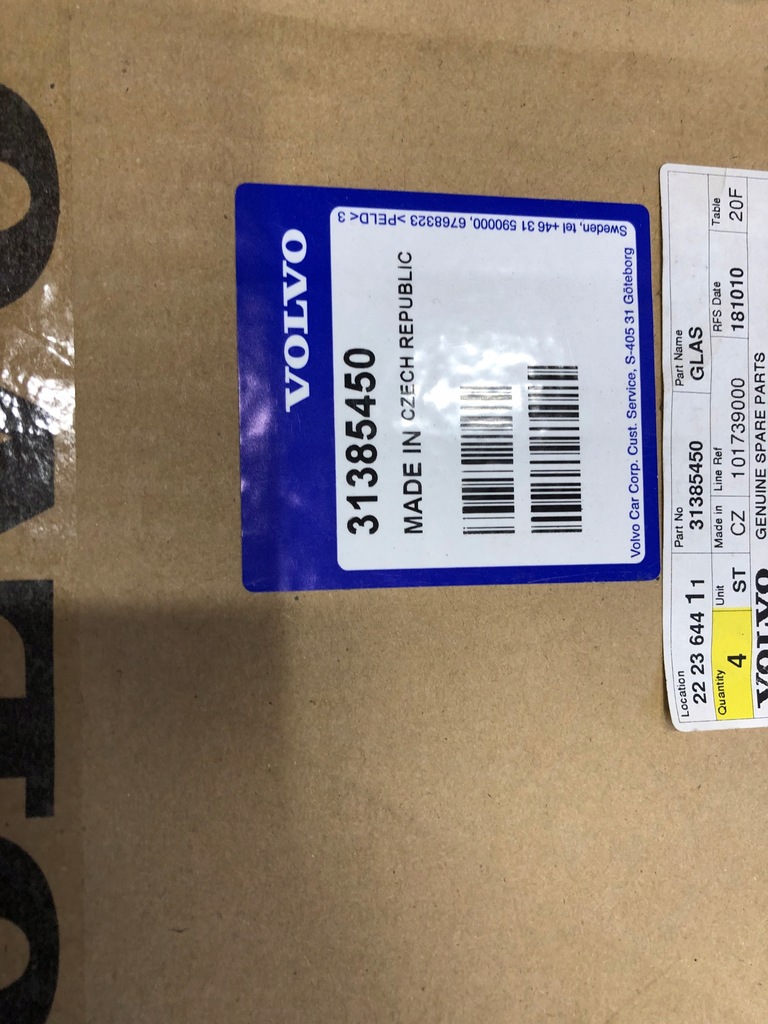 VOLVO
31385450
MADE IN CZECH REPUBLIC
Volvo Car Corp. Cust. Service, S-405 31 Göteborg
Sweden, tel +46 31 590000, 6768323 > PELD < 3
Location Part No Part Name
22 23 644 11 31385450 GLAS
Quantity Unit Made in Line Ref RFS Date Table
4 ST CZ 101739000 181010 20F
VOLVO GENUINE SPARE PARTS
VOLVO